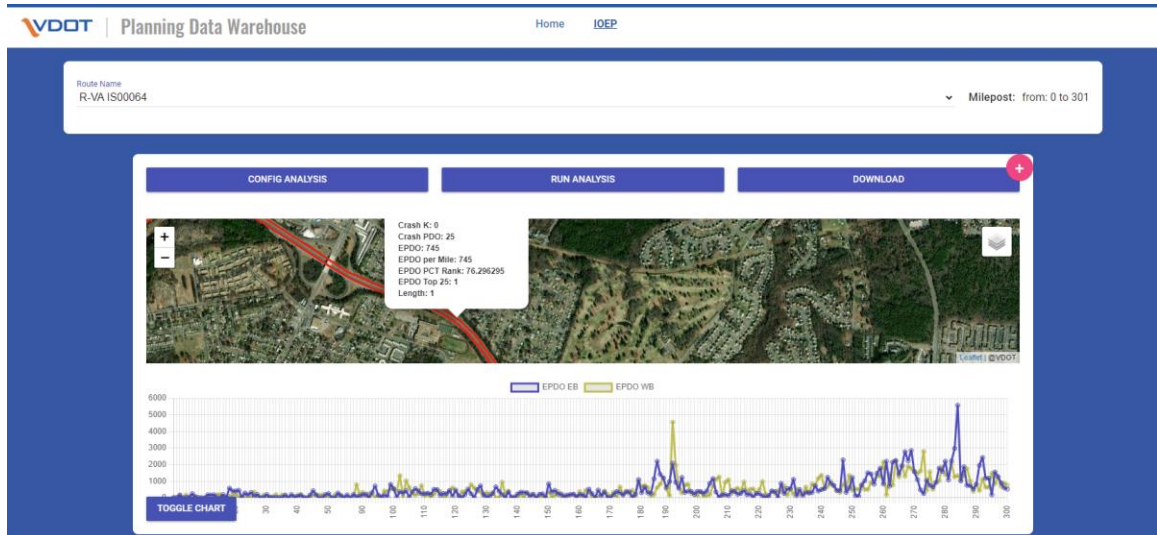 VDOT | Planning Data Warehouse
Home
IOEP
Route Name
R-VA IS00064
Milepost: from: 0 to 301
CONFIG ANALYSIS
RUN ANALYSIS
DOWNLOAD
+
+
−
Crash K: 0
Crash PDO: 25
EPDO: 745
EPDO per Mile: 745
EPDO PCT Rank: 76.296295
EPDO Top 25: 1
Length: 1
Leaflet | @VDOT
EPDO EB
EPDO WB
6000
5000
4000
3000
2000
1000
TOGGLE CHART
30 40 50 90 100 110 120 130 140 150 160 170 180 190 200 210 220 230 240 250 260 270 280 290 300